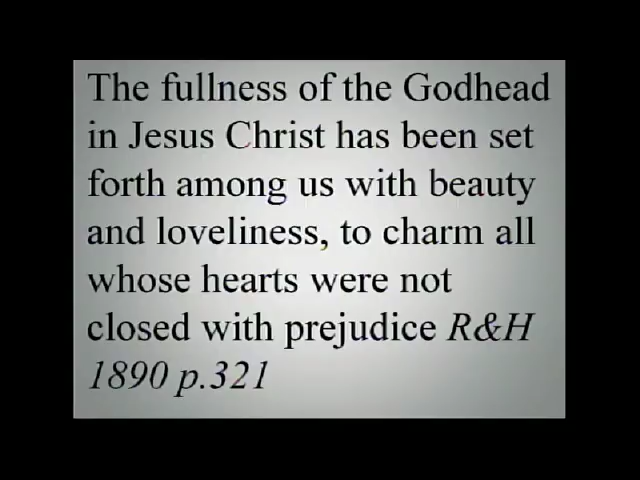 The fullness of the Godhead
in Jesus Christ has been set
forth among us with beauty
and loveliness, to charm all
whose hearts were not
closed with prejudice R&H
1890 p.321